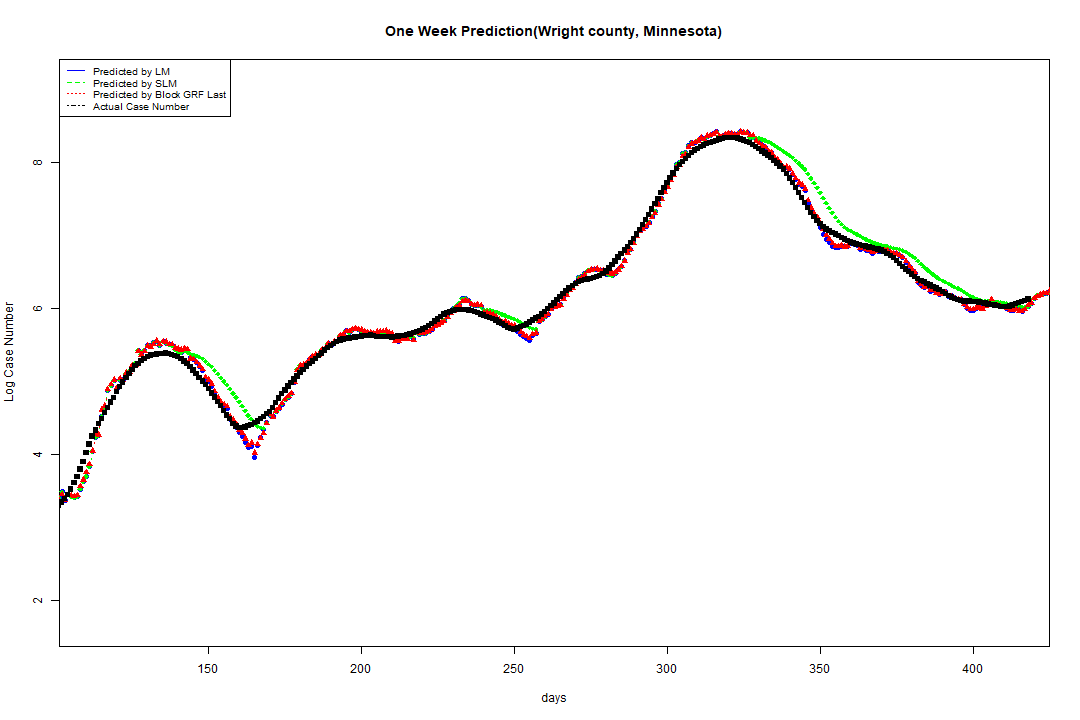 One Week Prediction(Wright county, Minnesota)
Predicted by LM
Predicted by SLM
Predicted by Block GRF Last
Actual Case Number
Log Case Number
8
6
4
2
150 200 250 300 350 400
days